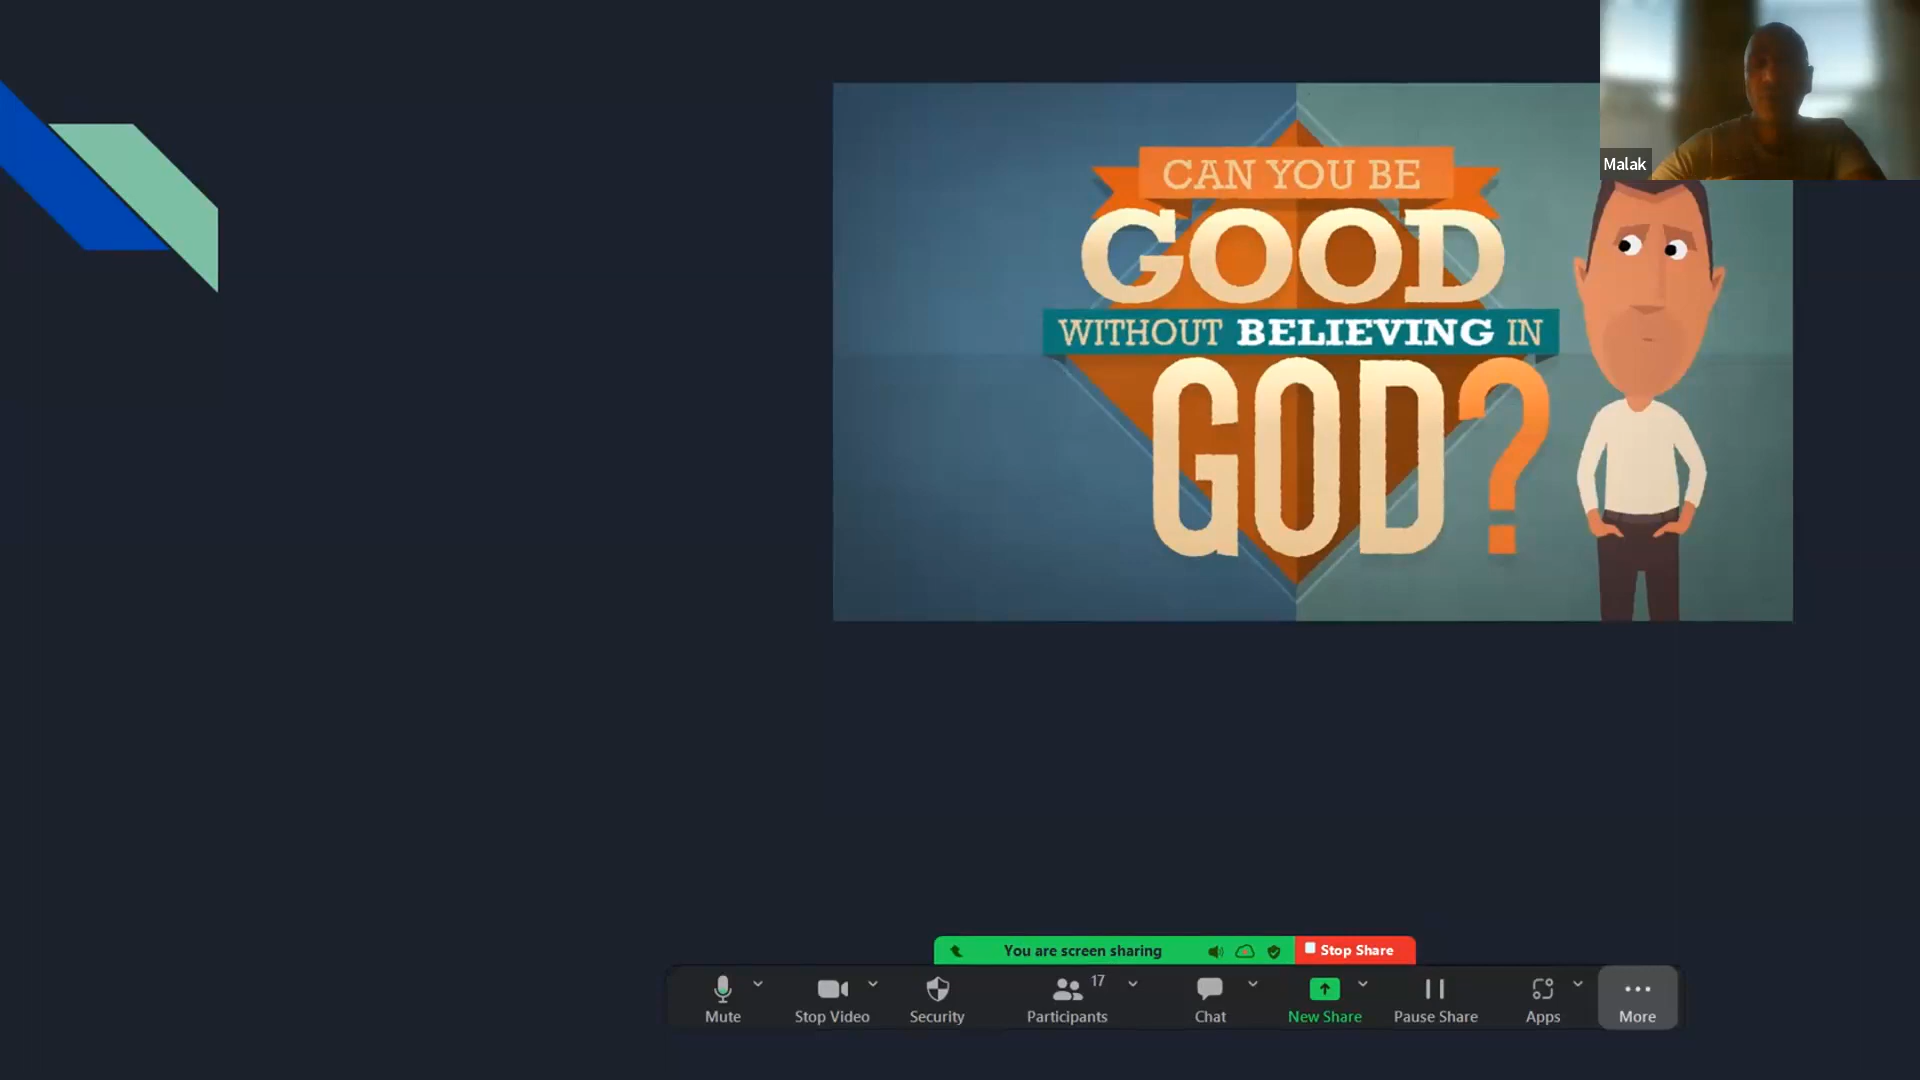 Malak
CAN YOU BE
GOOD
WITHOUT BELIEVING IN
GOD?
You are screen sharing
Stop Share
17
Mute
Stop Video
Security
Participants
Chat
New Share
Pause Share
Apps
More